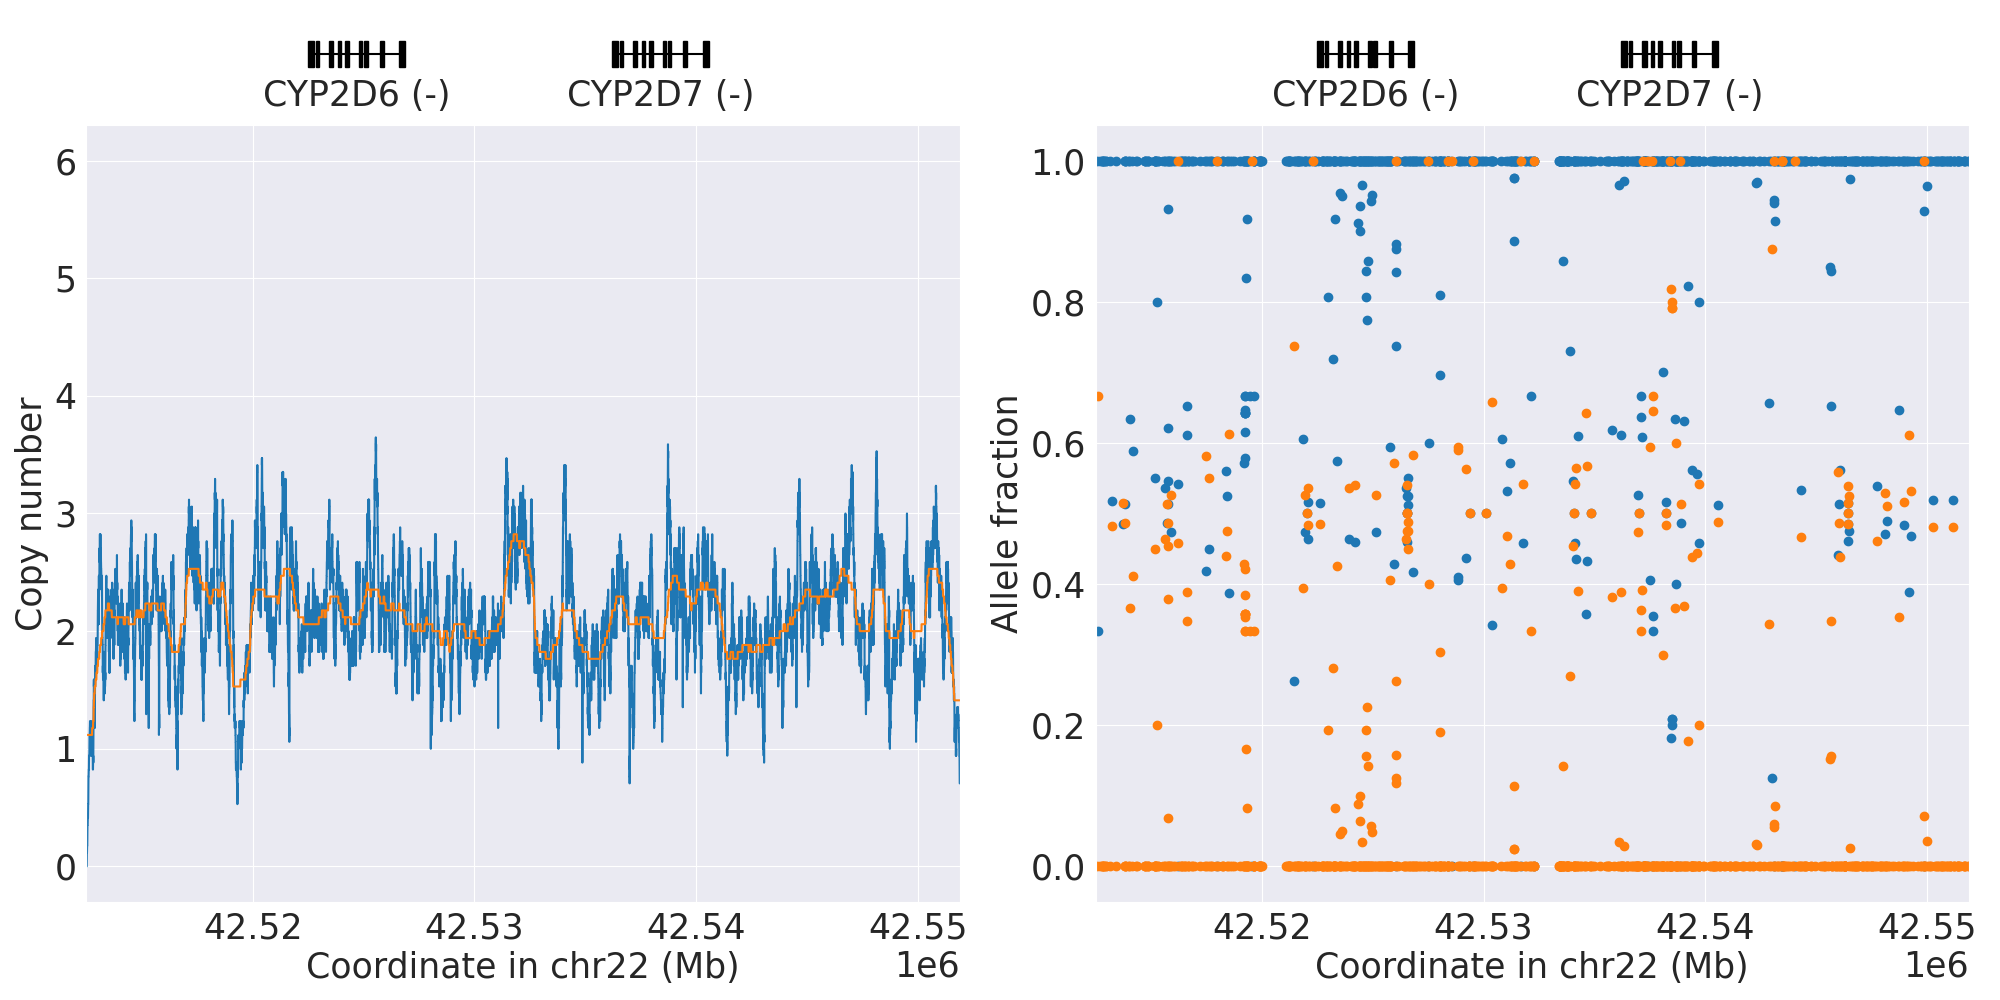 CYP2D6 (-) CYP2D7 (-)
6
5
4
3
2
1
0
Copy number
42.52 42.53 42.54 42.55
Coordinate in chr22 (Mb)
1e6
CYP2D6 (-) CYP2D7 (-)
1.0
0.8
0.6
0.4
0.2
0.0
Allele fraction
42.52 42.53 42.54 42.55
Coordinate in chr22 (Mb)
1e6